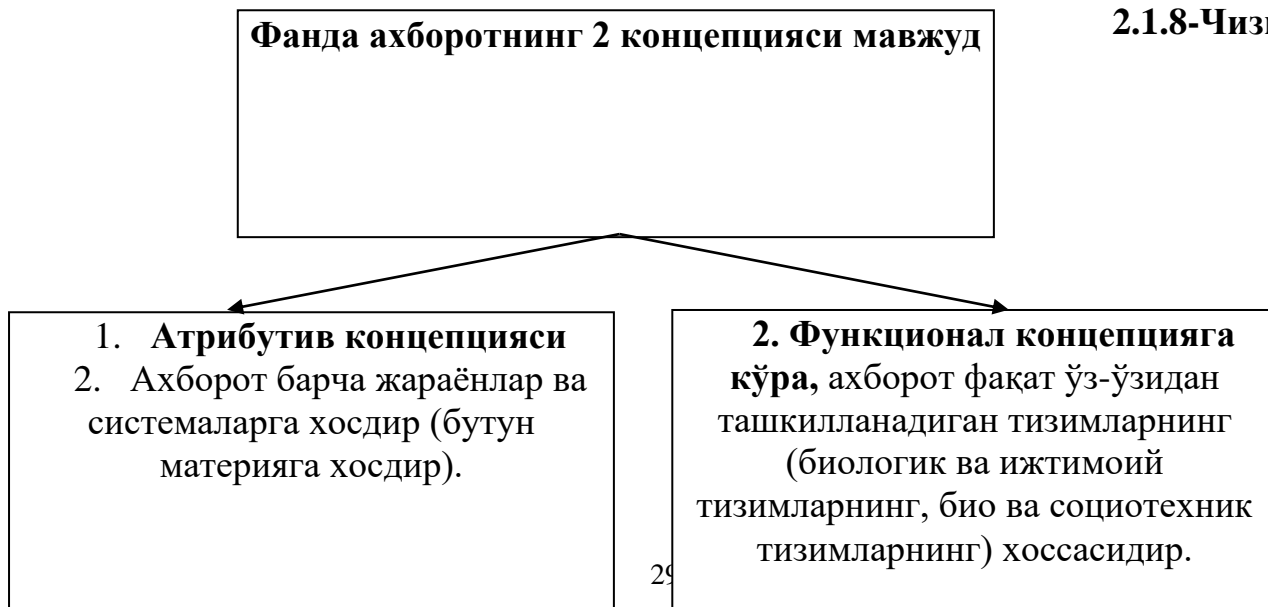 2.1.8-Чиз
Фанда ахборотнинг 2 концепцияси мавжуд
1. Атрибутив концепцияси
2. Ахборот барча жараёнлар ва
системаларга хосдир (бутун
материяга хосдир).
2. Функционал концепцияга
кўра, ахборот фақат ўз-ўзидан
ташкилланадиган тизимларнинг
(биологик ва ижтимоий
тизимларнинг, био ва социотехник
тизимларнинг) хоссасидир.
29